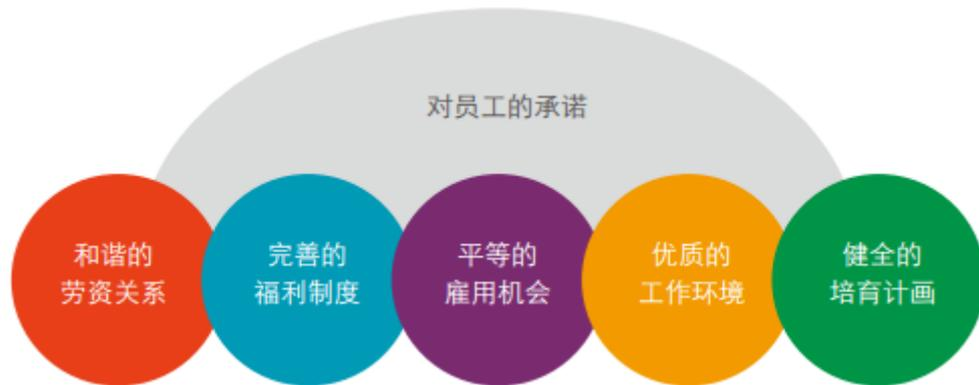 对员工的承诺
和谐的
劳资关系
完善的
福利制度
平等的
雇用机会
优质的
工作环境
健全的
培育计画